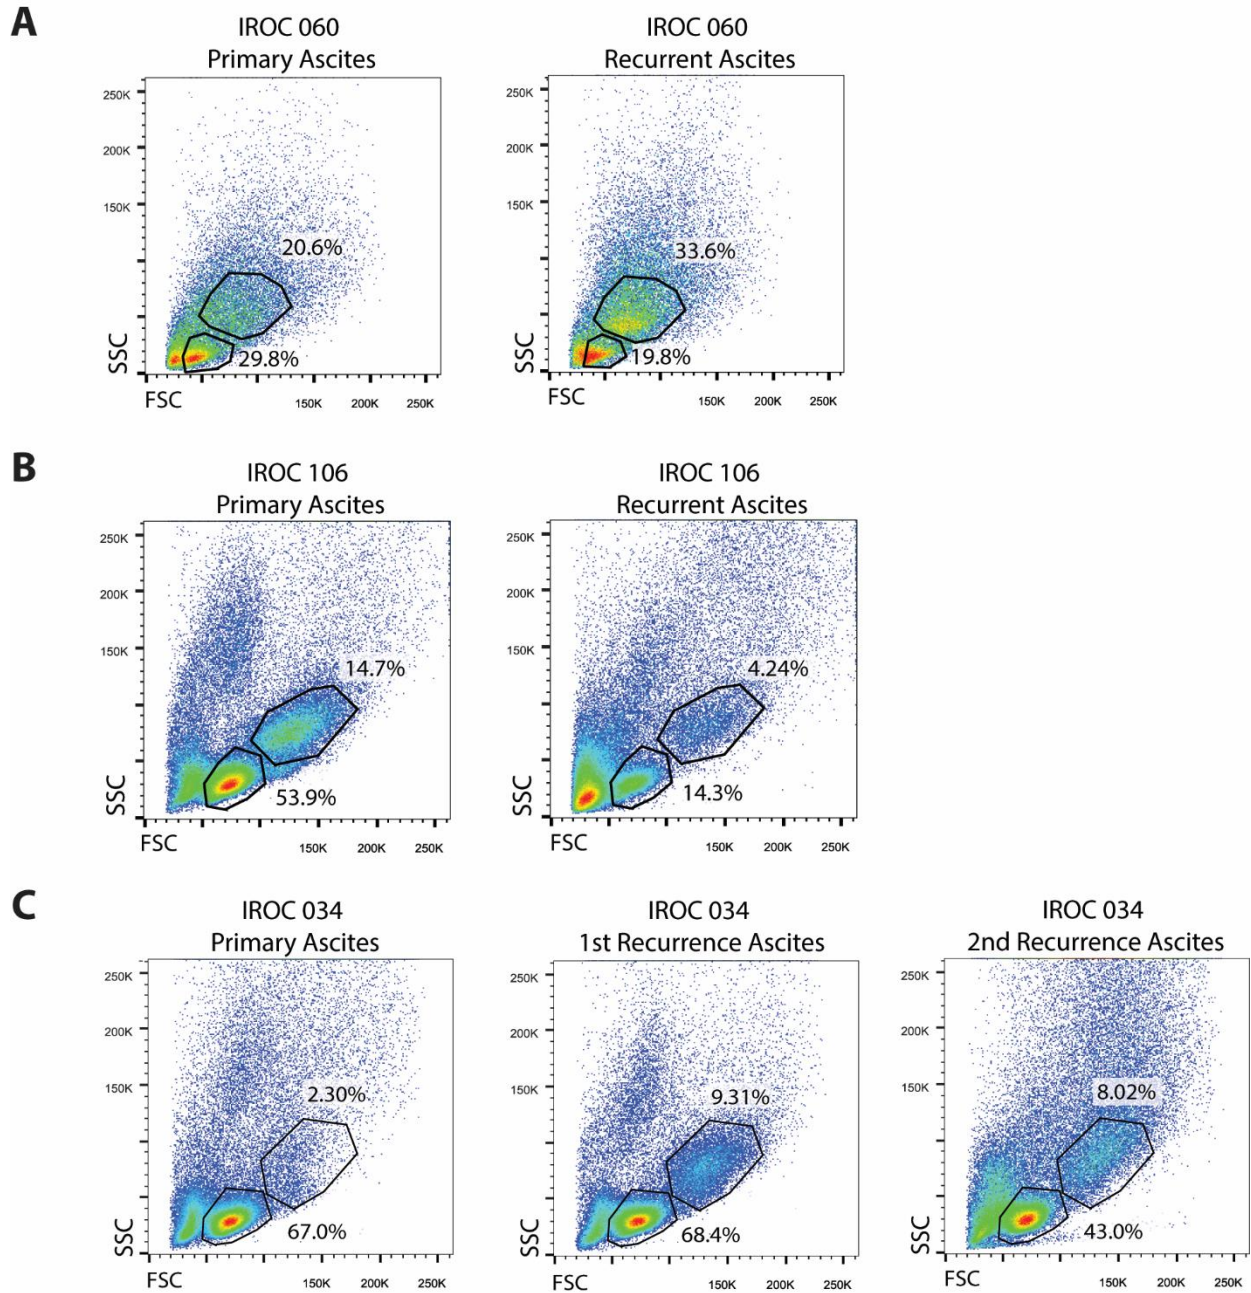 A
IROC 060
Primary Ascites
250K
200K
150K
20.6%
29.8%
SSC
FSC
150K
200K
250K
IROC 060
Recurrent Ascites
250K
200K
150K
33.6%
19.8%
SSC
FSC
150K
200K
250K
B
IROC 106
Primary Ascites
250K
200K
150K
14.7%
53.9%
SSC
FSC
150K
200K
250K
IROC 106
Recurrent Ascites
250K
200K
150K
4.24%
14.3%
SSC
FSC
150K
200K
250K
C
IROC 034
Primary Ascites
250K
200K
150K
2.30%
67.0%
SSC
FSC
150K
200K
250K
IROC 034
1st Recurrence Ascites
250K
200K
150K
9.31%
68.4%
SSC
FSC
150K
200K
250K
IROC 034
2nd Recurrence Ascites
250K
200K
150K
8.02%
43.0%
SSC
FSC
150K
200K
250K